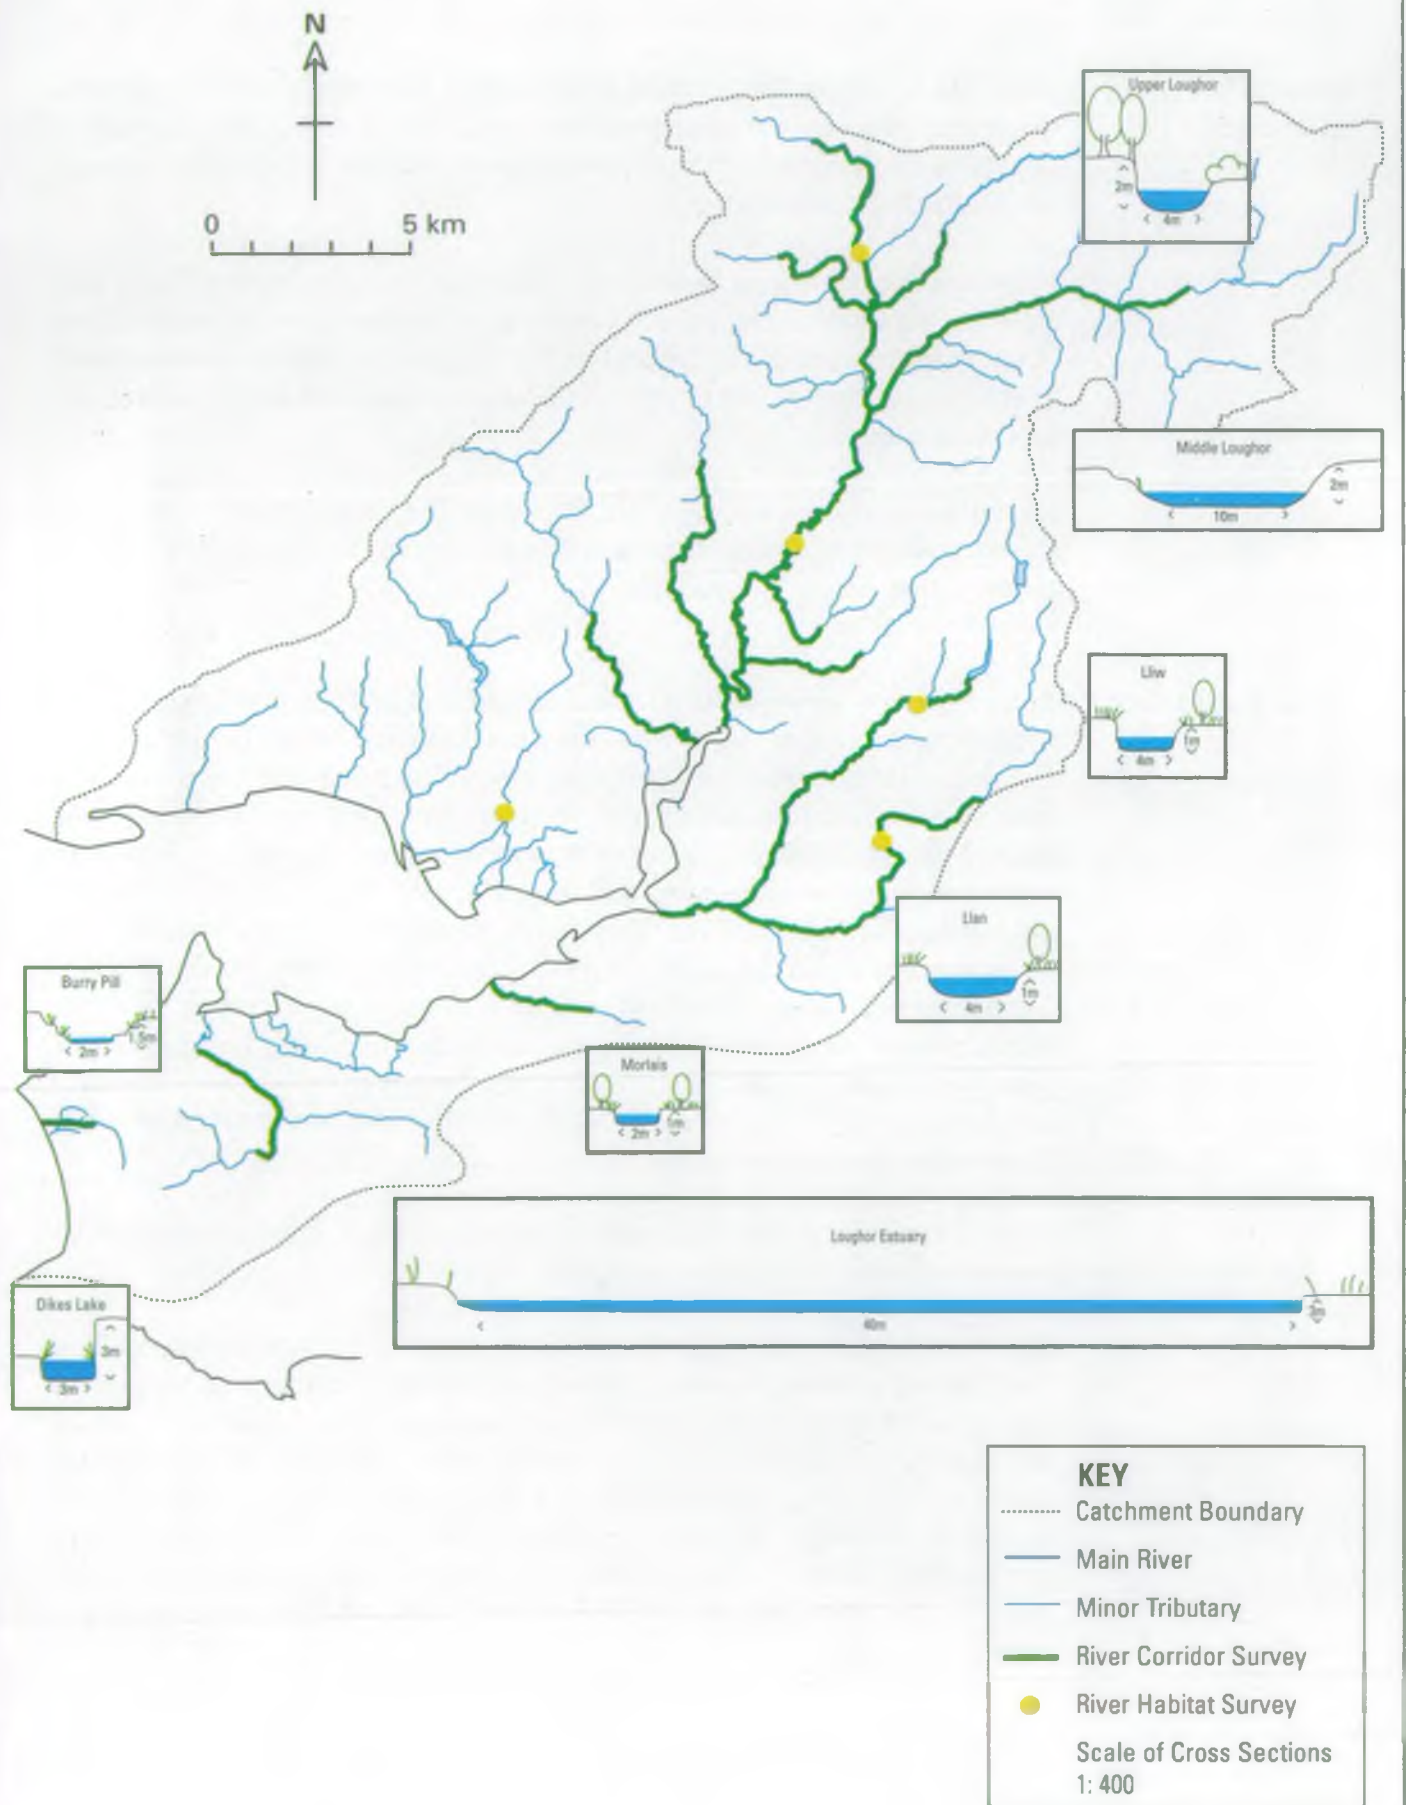 N
0 5 km
Upper Loughor
2m
4m
Middle Loughor
2m
10m
Lliw
1m
4m
Llan
1m
4m
Burry Pill
1.5m
2m
Morlais
1m
2m
Loughor Estuary
3m
40m
Dikes Lake
3m
3m
KEY
Catchment Boundary
Main River
Minor Tributary
River Corridor Survey
River Habitat Survey
Scale of Cross Sections
1: 400